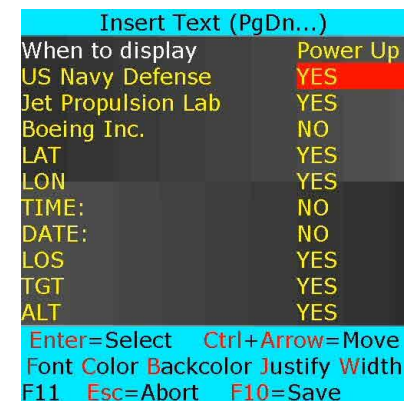 Insert Text (PgDn...)
When to display Power Up
US Navy Defense YES
Jet Propulsion Lab YES
Boeing Inc. NO
LAT YES
LON YES
TIME: NO
DATE: NO
LOS YES
TGT YES
ALT YES
Enter=Select Ctrl+Arrow=Move
Font Color Backcolor Justify Width
F11 Esc=Abort F10=Save